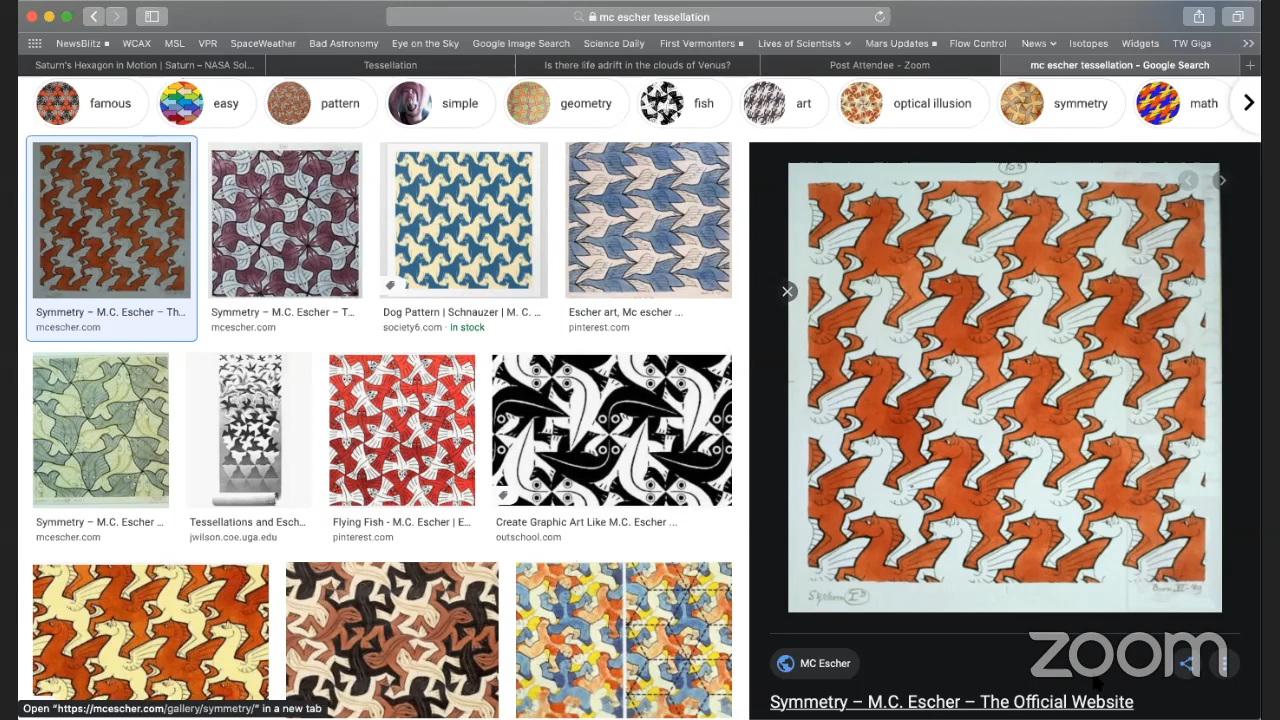 mc escher tessellation
NewsBlitz WCAX MSL VPR SpaceWeather Bad Astronomy Eye on the Sky Google Image Search Science Daily First Vermonters Lives of Scientists Mars Updates Flow Control News Isotopes Widgets TW Gigs
Saturn's Hexagon in Motion | Saturn – NASA Sol... Tessellation Is there life adrift in the clouds of Venus? Post Attendee - Zoom mc escher tessellation - Google Search
famous easy pattern simple geometry fish art optical illusion symmetry math
Symmetry – M.C. Escher – Th...
mcescher.com
Symmetry – M.C. Escher – T...
mcescher.com
Dog Pattern | Schnauzer | M. C. ...
society6.com · In stock
Escher art, Mc escher ...
pinterest.com
Symmetry – M.C. Escher ...
mcescher.com
Tessellations and Esch...
jwilson.coe.uga.edu
Flying Fish - M.C. Escher | E...
pinterest.com
Create Graphic Art Like M.C. Escher ...
outschool.com
Open "https://mcescher.com/gallery/symmetry/" in a new tab
MC Escher
zoom
Symmetry – M.C. Escher – The Official Website